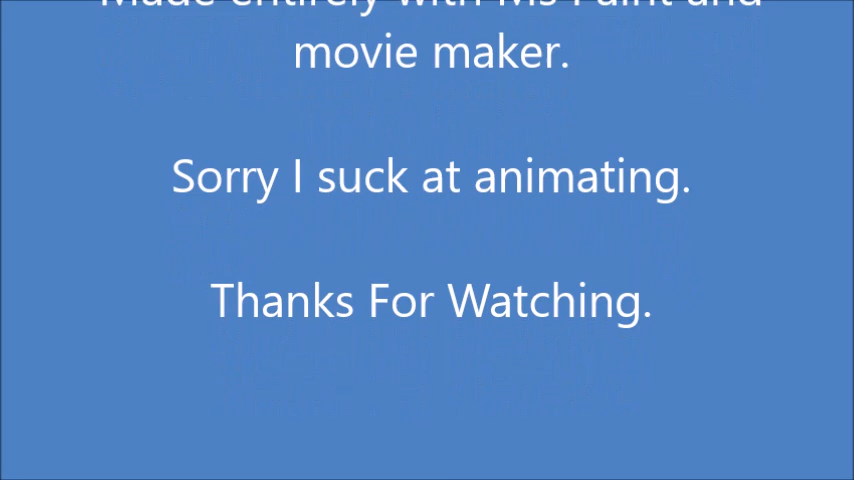 Made entirely with Ms Paint and
movie maker.
Sorry I suck at animating.
Thanks For Watching.